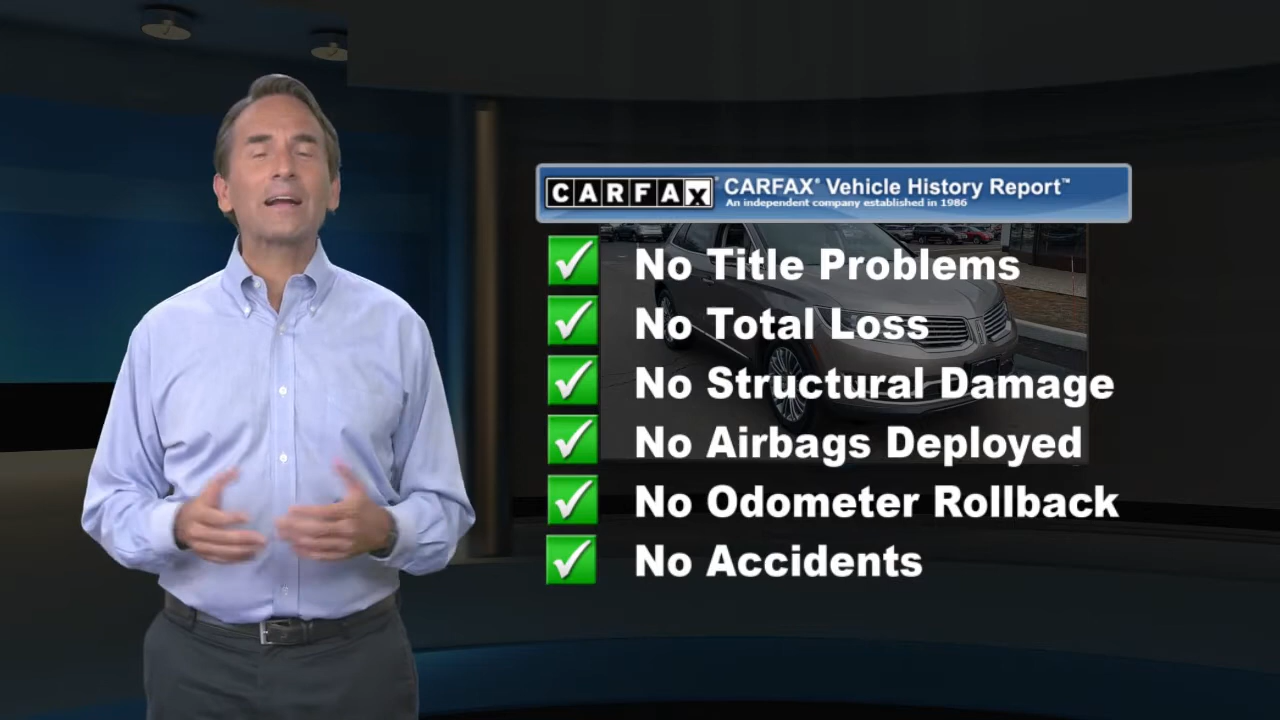 CARFAX® CARFAX® Vehicle History Report™
An independent company established in 1986
No Title Problems
No Total Loss
No Structural Damage
No Airbags Deployed
No Odometer Rollback
No Accidents